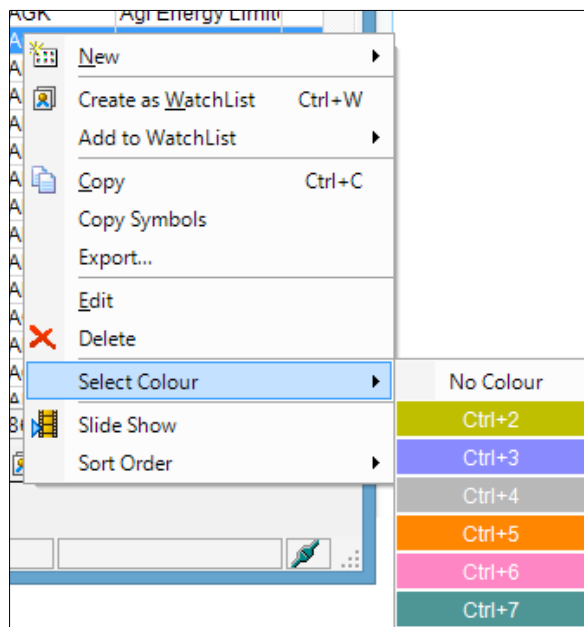 AGK Agl Energy Limit
New
Create as WatchList Ctrl+W
Add to WatchList
Copy Ctrl+C
Copy Symbols
Export...
Edit
Delete
Select Colour
No Colour
Ctrl+2
Slide Show
Ctrl+3
Sort Order
Ctrl+4
Ctrl+5
Ctrl+6
Ctrl+7